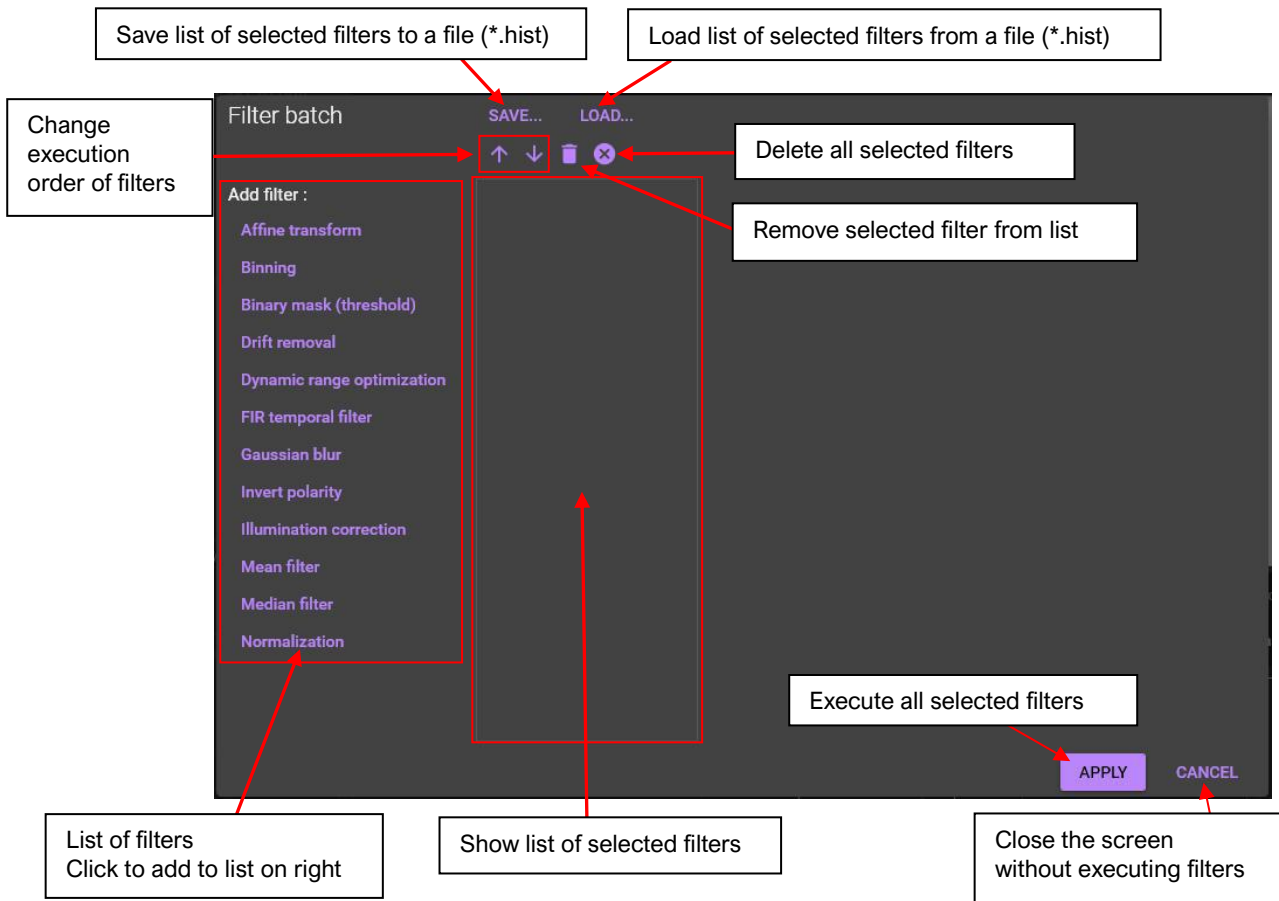 Save list of selected filters to a file (*.hist)
Load list of selected filters from a file (*.hist)
Change
execution
order of filters
Filter batch
SAVE...
LOAD...
Delete all selected filters
Remove selected filter from list
Add filter :
Affine transform
Binning
Binary mask (threshold)
Drift removal
Dynamic range optimization
FIR temporal filter
Gaussian blur
Invert polarity
Illumination correction
Mean filter
Median filter
Normalization
Execute all selected filters
APPLY
CANCEL
List of filters
Click to add to list on right
Show list of selected filters
Close the screen
without executing filters